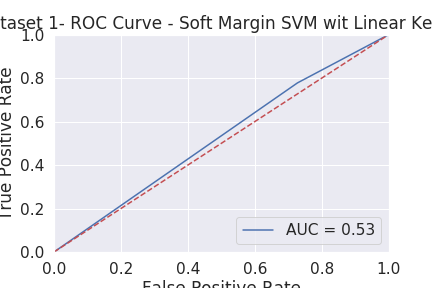 taset 1- ROC Curve - Soft Margin SVM wit Linear Ke
1.0
0.8
0.6
0.4
0.2
0.0
True Positive Rate
AUC = 0.53
0.0 0.2 0.4 0.6 0.8 1.0
False Positive Rate